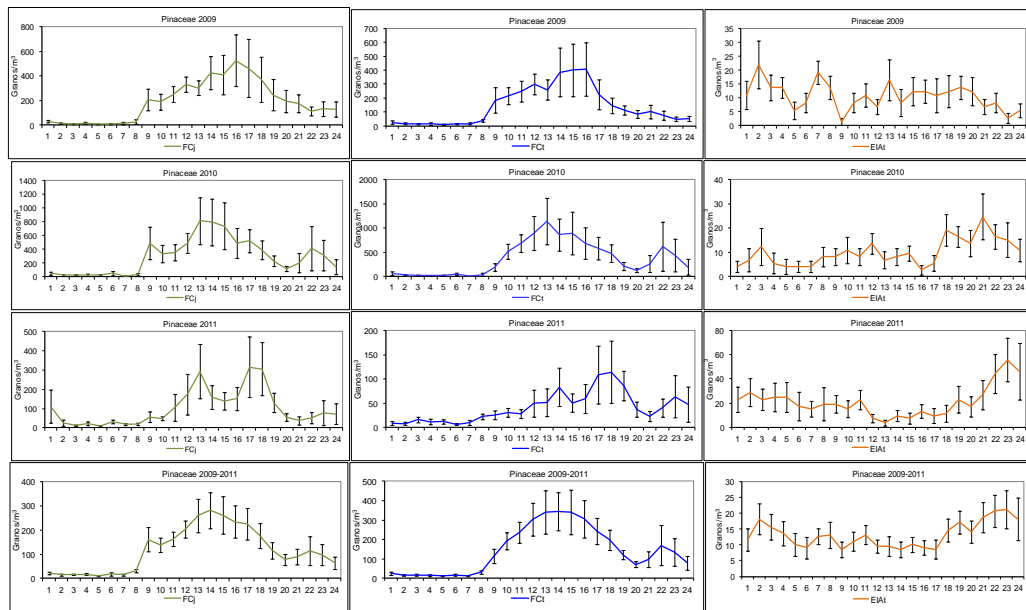 Pinaceae 2009
Granos/m³
800
600
400
200
0
1 2 3 4 5 6 7 8 9 10 11 12 13 14 15 16 17 18 19 20 21 22 23 24
FCj
Pinaceae 2009
Granos/m³
700
600
500
400
300
200
100
0
1 2 3 4 5 6 7 8 9 10 11 12 13 14 15 16 17 18 19 20 21 22 23 24
FCt
Pinaceae 2009
Granos/m³
35
30
25
20
15
10
5
0
1 2 3 4 5 6 7 8 9 10 11 12 13 14 15 16 17 18 19 20 21 22 23 24
EIAt
Pinaceae 2010
Granos/m³
1400
1200
1000
800
600
400
200
0
1 2 3 4 5 6 7 8 9 10 11 12 13 14 15 16 17 18 19 20 21 22 23 24
FCj
Pinaceae 2010
Granos/m³
2000
1500
1000
500
0
1 2 3 4 5 6 7 8 9 10 11 12 13 14 15 16 17 18 19 20 21 22 23 24
FCt
Pinaceae 2010
Granos/m³
40
30
20
10
0
1 2 3 4 5 6 7 8 9 10 11 12 13 14 15 16 17 18 19 20 21 22 23 24
EIAt
Pinaceae 2011
Granos/m³
500
400
300
200
100
0
1 2 3 4 5 6 7 8 9 10 11 12 13 14 15 16 17 18 19 20 21 22 23 24
FCj
Pinaceae 2011
Granos/m³
200
150
100
50
0
1 2 3 4 5 6 7 8 9 10 11 12 13 14 15 16 17 18 19 20 21 22 23 24
FCt
Pinaceae 2011
Granos/m³
80
60
40
20
0
1 2 3 4 5 6 7 8 9 10 11 12 13 14 15 16 17 18 19 20 21 22 23 24
EIAt
Pinaceae 2009-2011
Granos/m³
400
300
200
100
0
1 2 3 4 5 6 7 8 9 10 11 12 13 14 15 16 17 18 19 20 21 22 23 24
FCj
Pinaceae 2009-2011
Granos/m³
500
400
300
200
100
0
1 2 3 4 5 6 7 8 9 10 11 12 13 14 15 16 17 18 19 20 21 22 23 24
FCt
Pinaceae 2009-2011
Granos/m³
30
25
20
15
10
5
0
1 2 3 4 5 6 7 8 9 10 11 12 13 14 15 16 17 18 19 20 21 22 23 24
EIAt